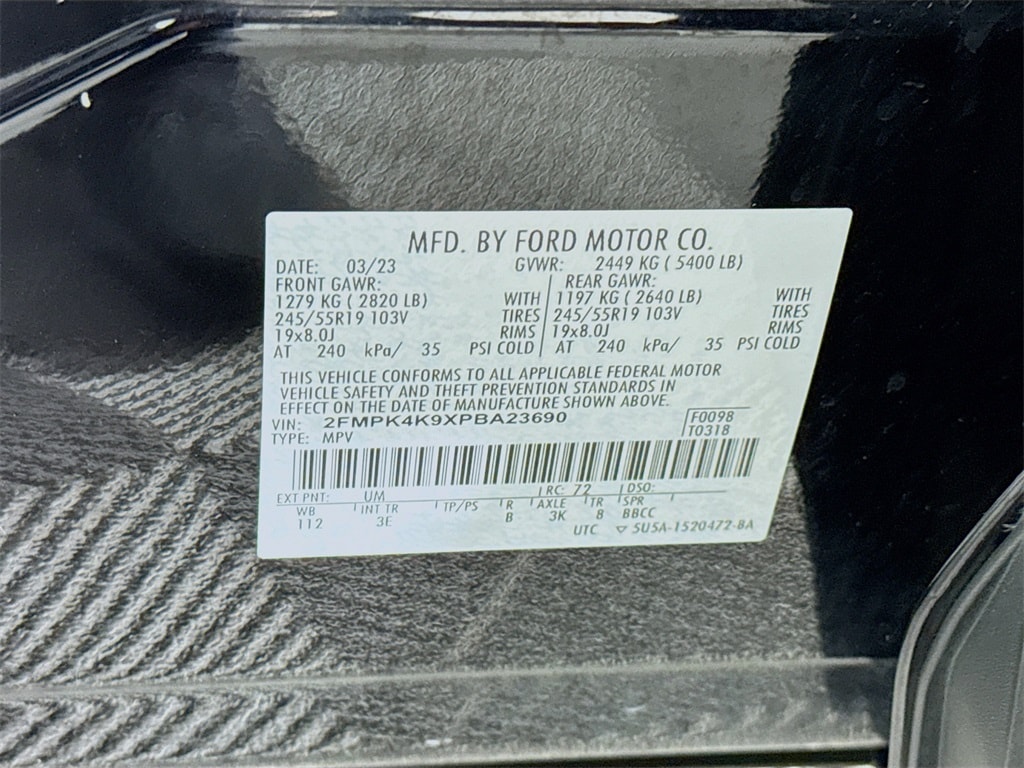 MFD. BY FORD MOTOR CO.
DATE: 03/23 GVWR: 2449 KG ( 5400 LB)
FRONT GAWR: REAR GAWR:
1279 KG ( 2820 LB) WITH 1197 KG ( 2640 LB) WITH
245/55R19 103V TIRES 245/55R19 103V TIRES
19x8.0J RIMS 19x8.0J RIMS
AT 240 kPa/ 35 PSI COLD AT 240 kPa/ 35 PSI COLD
THIS VEHICLE CONFORMS TO ALL APPLICABLE FEDERAL MOTOR
VEHICLE SAFETY AND THEFT PREVENTION STANDARDS IN
EFFECT ON THE DATE OF MANUFACTURE SHOWN ABOVE.
VIN: 2FMPK4K9XPBA23690 F0098
TYPE: MPV T0318
EXT PNT: UM RC: 72 DSO:
WB INT TR TP/PS R AXLE TR SPR
112 3E B 3K 8 BBCC
UTC ▽ 5U5A-1520472-BA